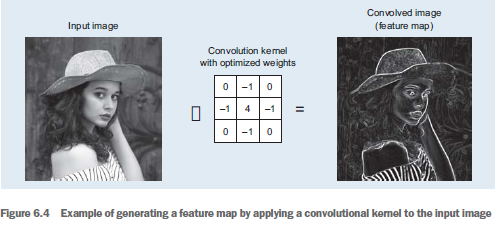 Input image
Convolution kernel
with optimized weights
Convolved image
(feature map)
0 –1 0
–1 4 –1
0 –1 0
=
Figure 6.4 Example of generating a feature map by applying a convolutional kernel to the input image